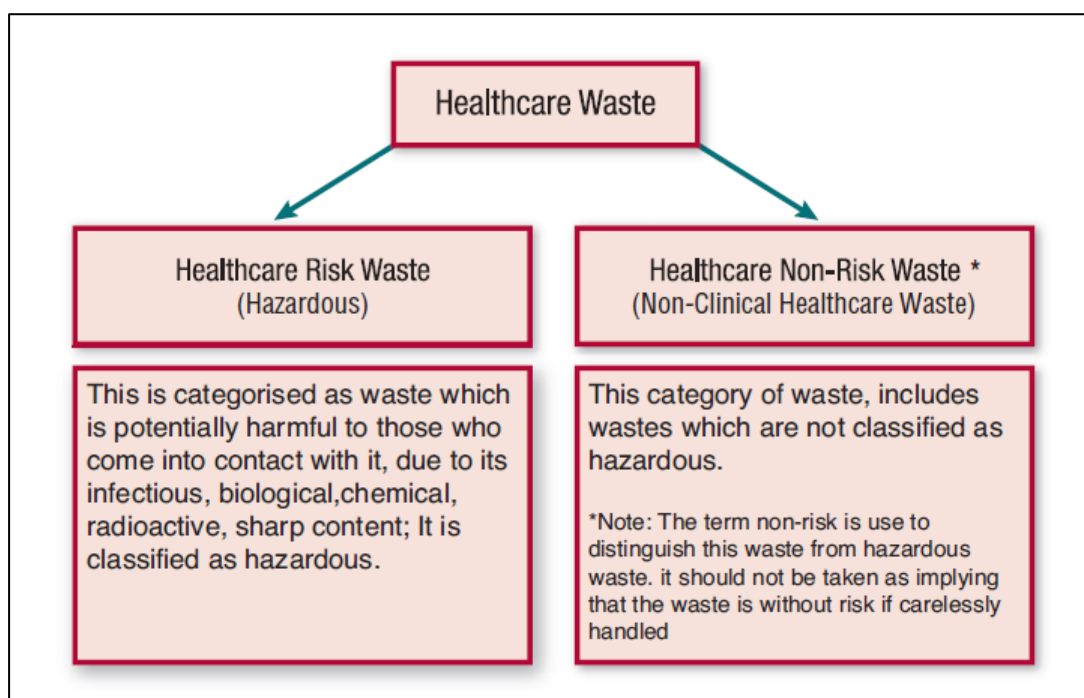 Healthcare Waste
Healthcare Risk Waste
(Hazardous)
Healthcare Non-Risk Waste *
(Non-Clinical Healthcare Waste)
This is categorised as waste which
is potentially harmful to those who
come into contact with it, due to its
infectious, biological,chemical,
radioactive, sharp content; It is
classified as hazardous.
This category of waste, includes
wastes which are not classified as
hazardous.
*Note: The term non-risk is use to
distinguish this waste from hazardous
waste. it should not be taken as implying
that the waste is without risk if carelessly
handled